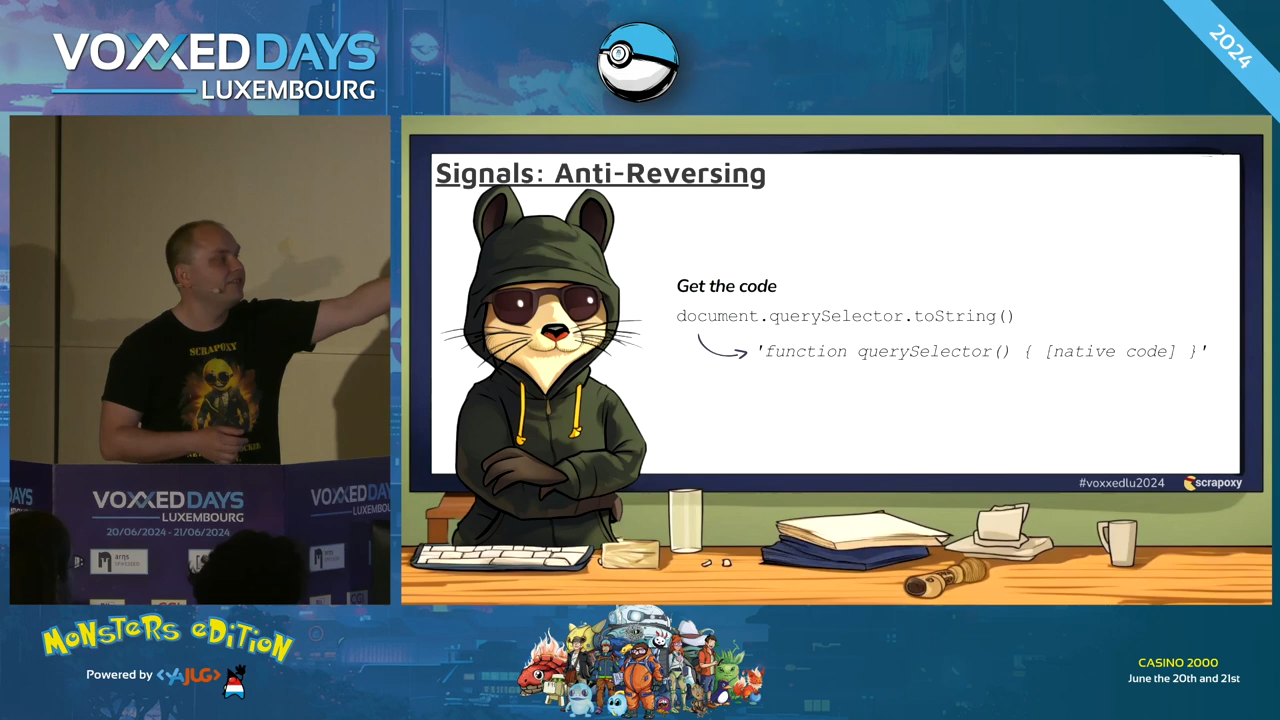 VOXXEDDAYS
LUXEMBOURG
2024
SCRAPOXY
VOXXEDDAYS
LUXEMBOURG
20/06/2024 - 21/06/2024
Signals: Anti-Reversing
Get the code
document.querySelector.toString()
'function querySelector() { [native code] }'
#voxxedlu2024
scrapoxy
MONSTERS EDITION
Powered by <YAJUG>
CASINO 2000
June the 20th and 21st